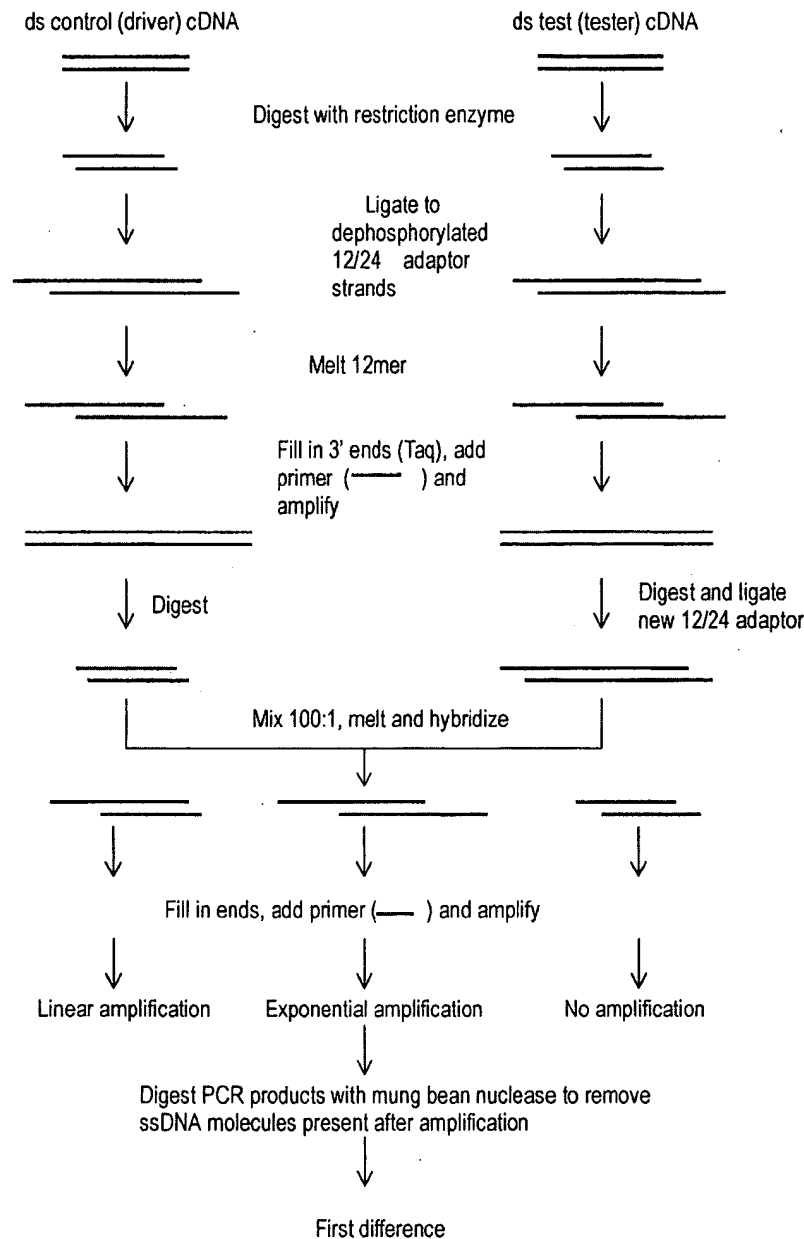 ds control (driver) cDNA
ds test (tester) cDNA
Digest with restriction enzyme
Ligate to
dephosphorylated
12/24 adaptor
strands
Melt 12mer
Fill in 3' ends (Taq), add
primer ( ) and
amplify
Digest
Digest and ligate
new 12/24 adaptor
Mix 100:1, melt and hybridize
Fill in ends, add primer ( ) and amplify
Linear amplification
Exponential amplification
No amplification
Digest PCR products with mung bean nuclease to remove
ssDNA molecules present after amplification
First difference